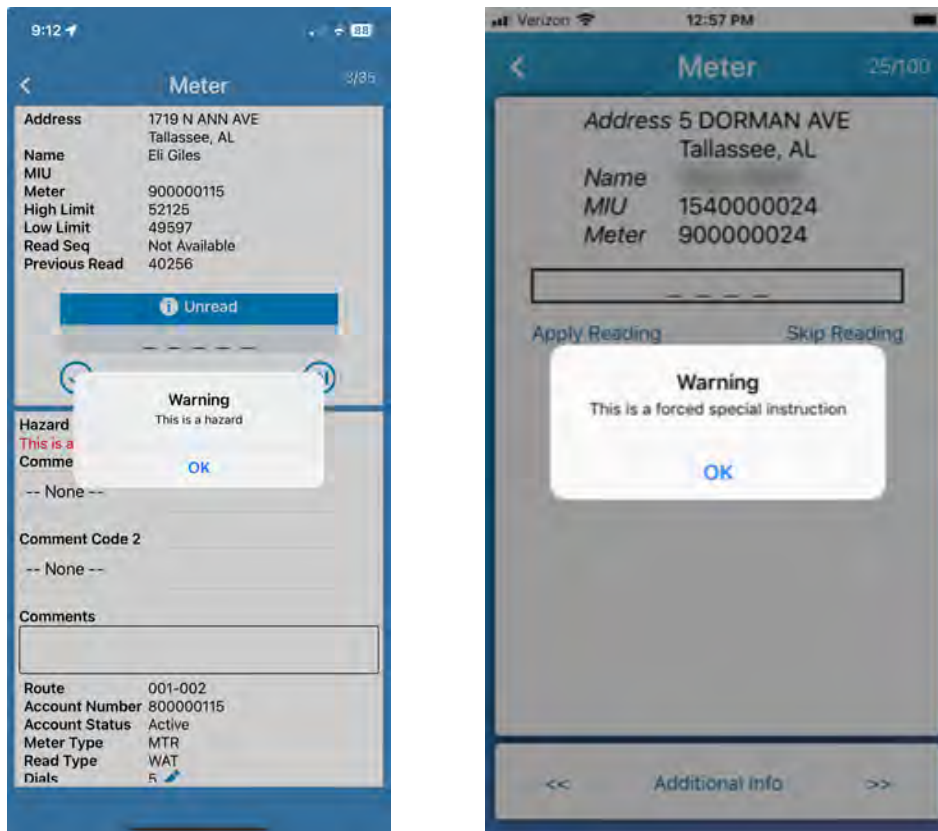 9:12
88
Meter
3/35
Address 1719 N ANN AVE
Tallassee, AL
Name Eli Giles
MIU
Meter 900000115
High Limit 52125
Low Limit 49597
Read Seq Not Available
Previous Read 40256
Unread
_ _ _ _ _
Warning
This is a hazard
OK
Hazard
This is a
Comme
-- None --
Comment Code 2
-- None --
Comments
Route 001-002
Account Number 800000115
Account Status Active
Meter Type MTR
Read Type WAT
Dials 5
Verizon 12:57 PM
Meter
25/100
Address 5 DORMAN AVE
Tallassee, AL
Name
MIU 1540000024
Meter 900000024
_ _ _ _
Apply Reading Skip Reading
Warning
This is a forced special instruction
OK
<< Additional Info >>